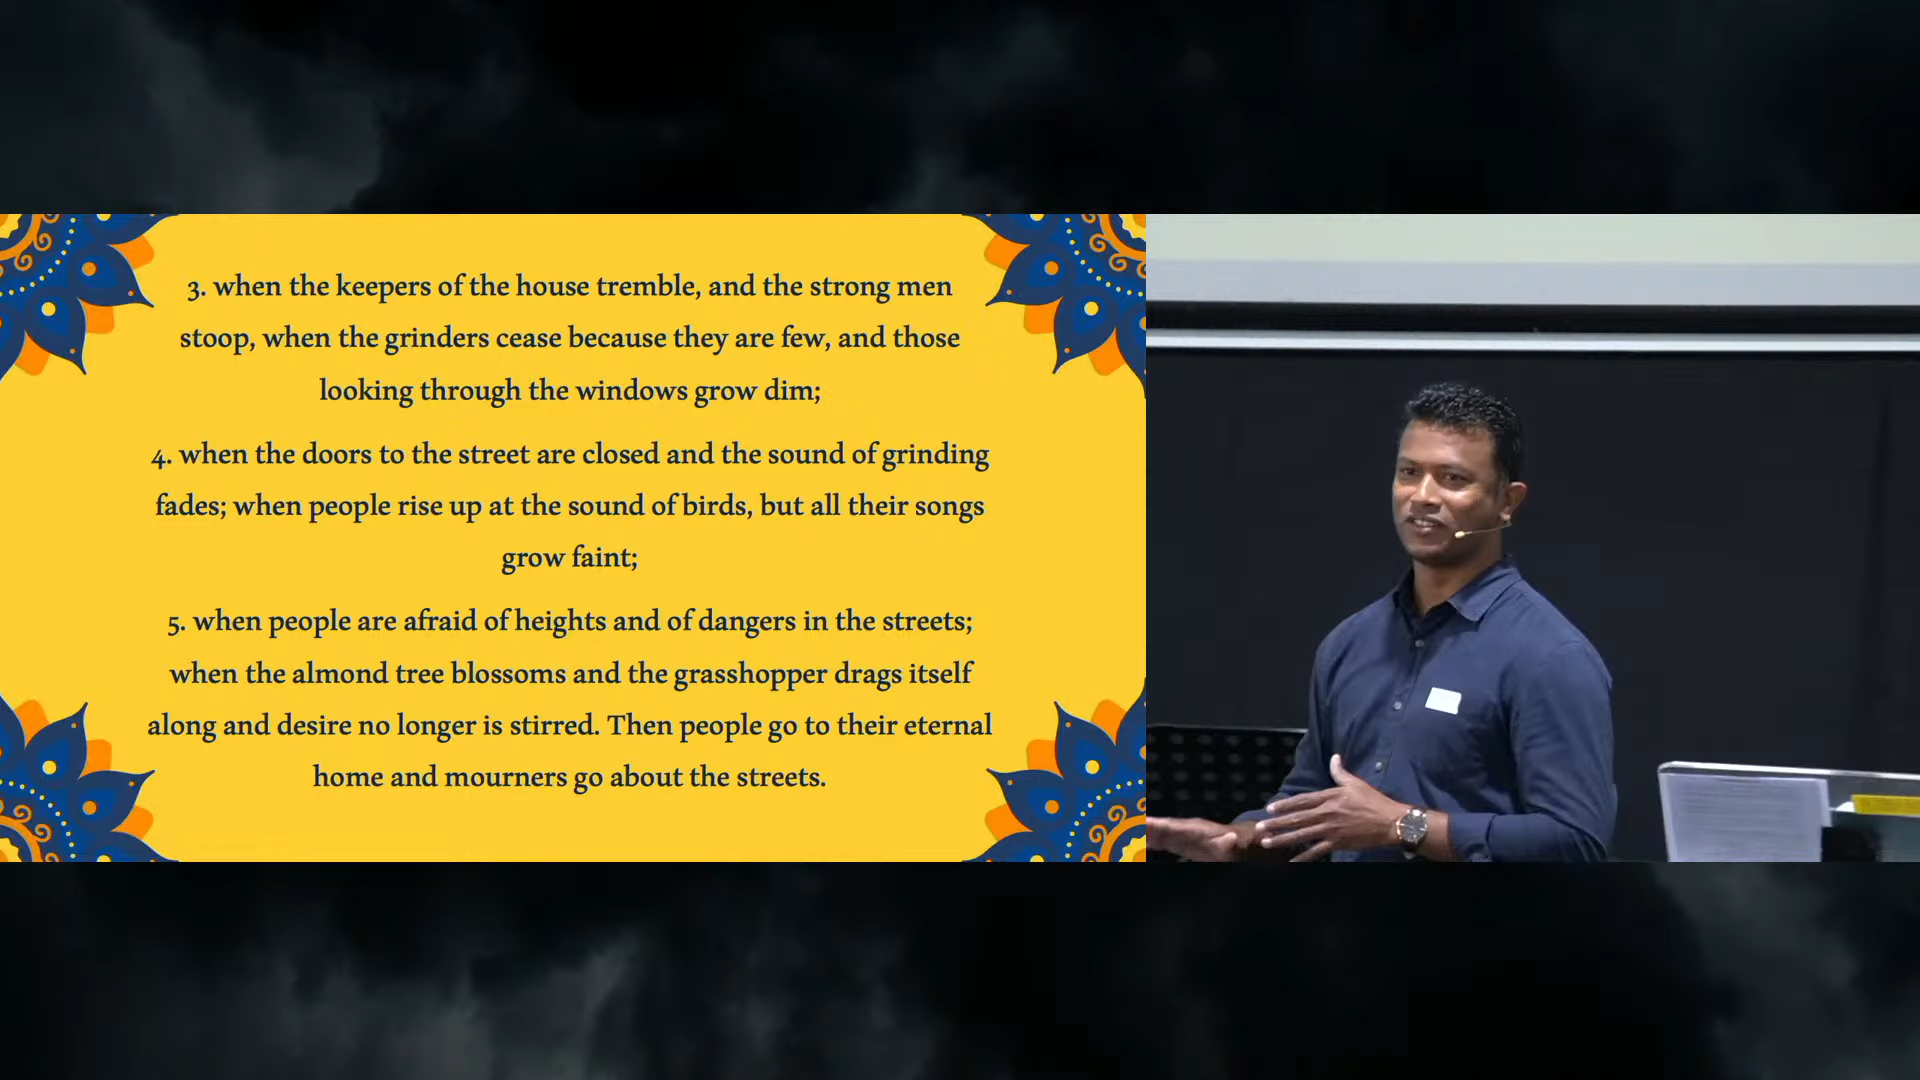 3. when the keepers of the house tremble, and the strong men
stoop, when the grinders cease because they are few, and those
looking through the windows grow dim;
4. when the doors to the street are closed and the sound of grinding
fades; when people rise up at the sound of birds, but all their songs
grow faint;
5. when people are afraid of heights and of dangers in the streets;
when the almond tree blossoms and the grasshopper drags itself
along and desire no longer is stirred. Then people go to their eternal
home and mourners go about the streets.